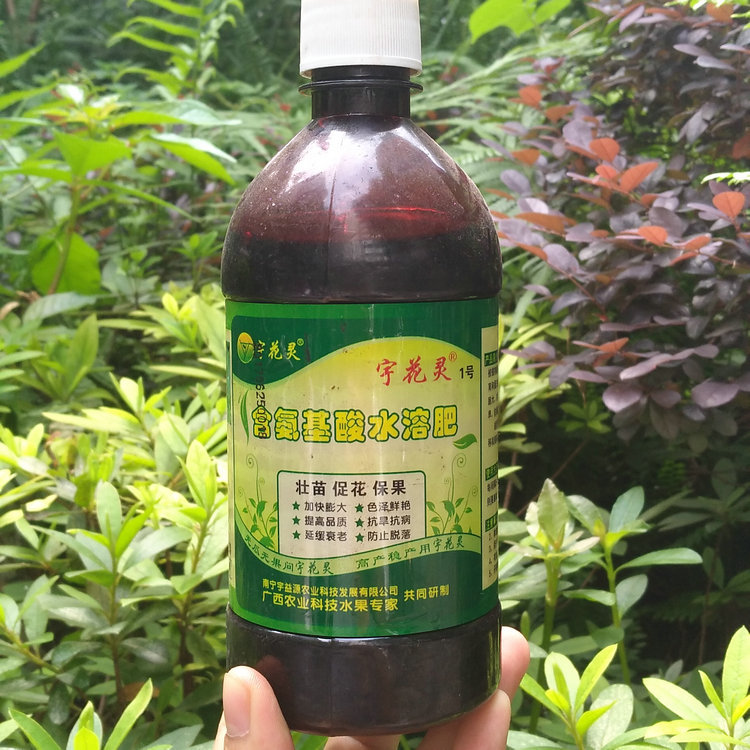 宇花灵®
宇花灵® 1号
含氨基酸水溶肥
壮苗 促花 保果
★加快膨大 ★色泽鲜艳
★提高品质 ★抗旱抗病
★延缓衰老 ★防止脱落
高产稳产用宇花灵
南宁宇益源农业科技发展有限公司
广西农业科技水果专家 共同研制